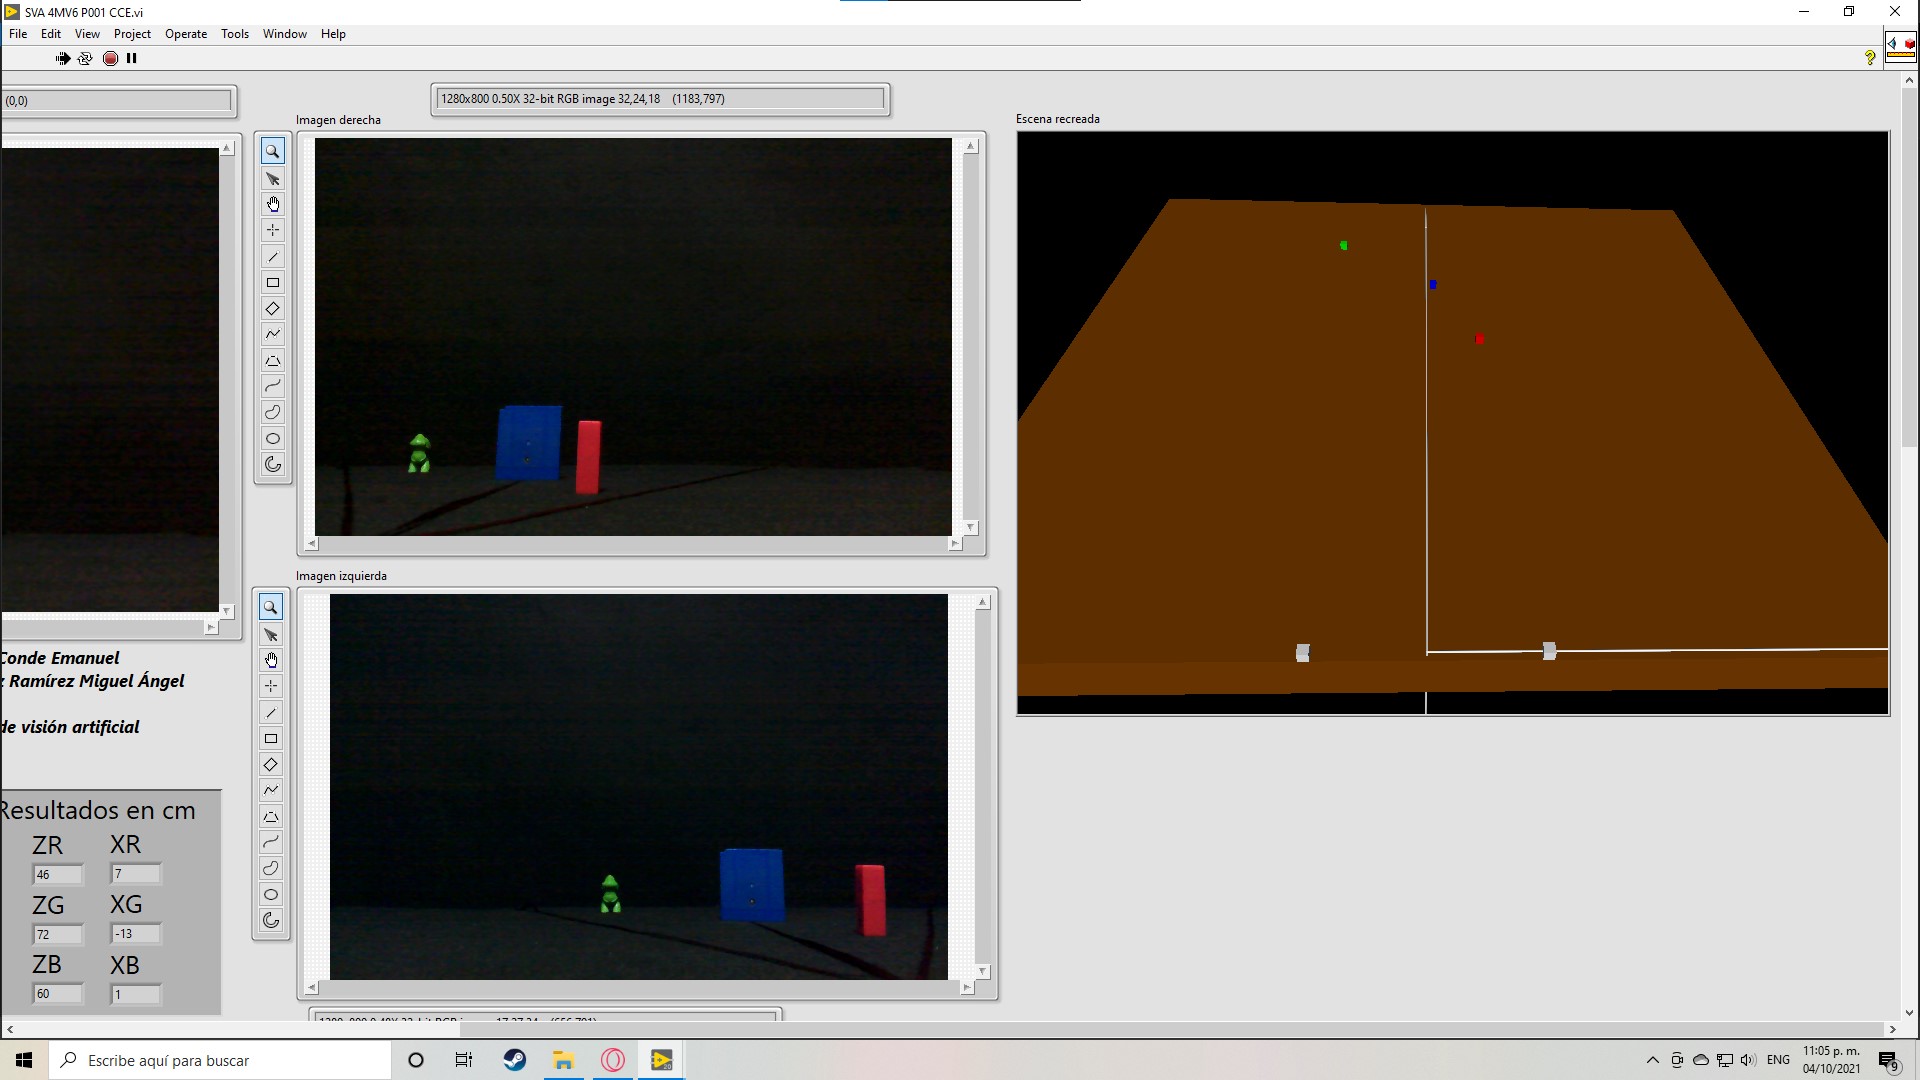 SVA 4MV6 P001 CCE.vi
File Edit View Project Operate Tools Window Help
(0,0)
1280x800 0.50X 32-bit RGB image 32,24,18 (1183,797)
Imagen derecha
Escena recreada
Imagen izquierda
Conde Emanuel
z Ramírez Miguel Ángel
de visión artificial
Resultados en cm
ZR XR
46 7
ZG XG
72 -13
ZB XB
60 1
Escribe aquí para buscar
ENG
11:05 p. m.
04/10/2021
9
20